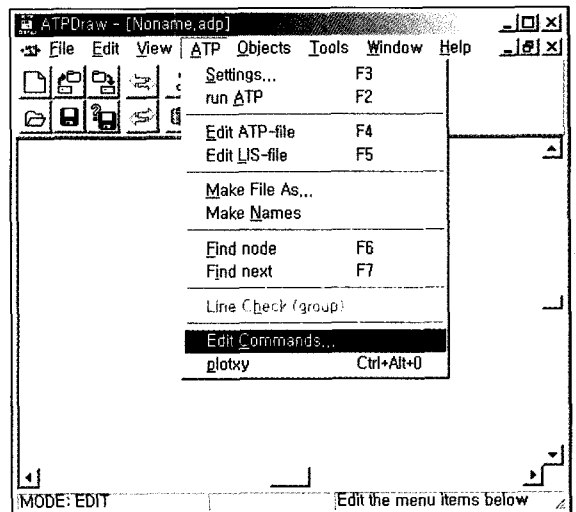 ATPDraw - [Noname.adp]
File Edit View ATP Objects Tools Window Help
Settings... F3
run ATP F2
Edit ATP-file F4
Edit LIS-file F5
Make File As...
Make Names
Find node F6
Find next F7
Line Check (group)
Edit Commands...
plotxy Ctrl+Alt+0
MODE: EDIT Edit the menu items below